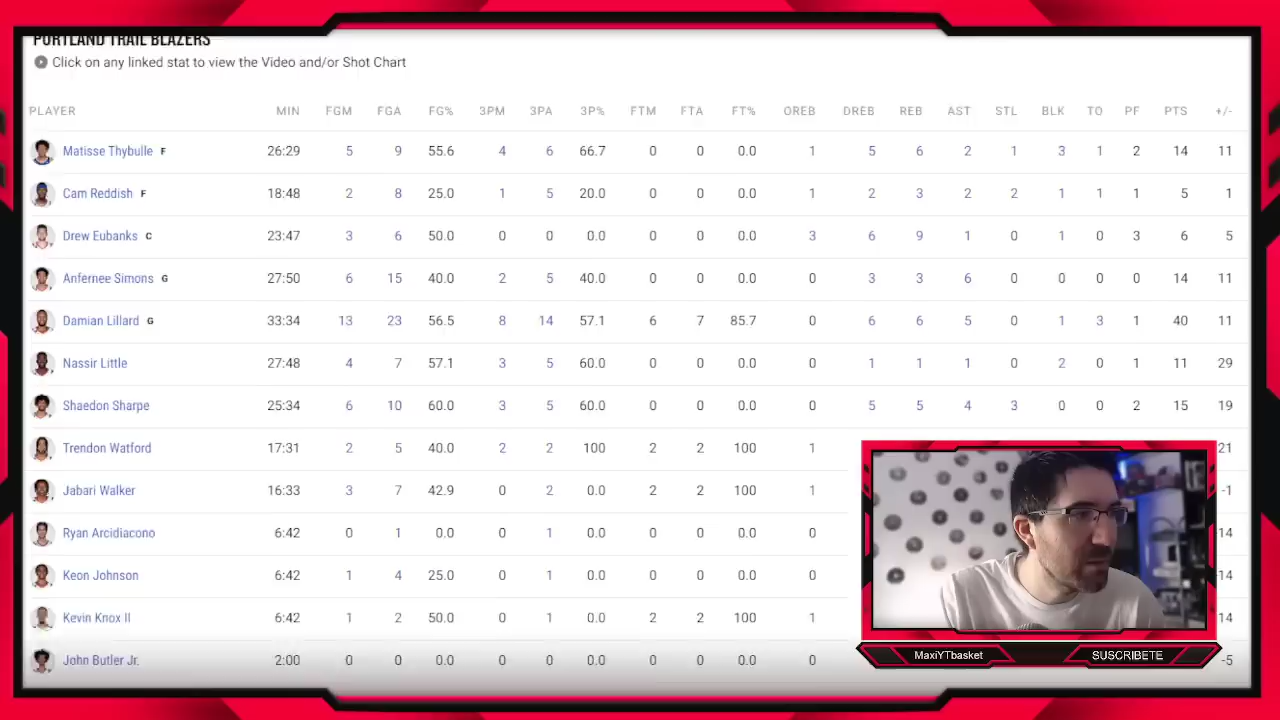 PORTLAND TRAIL BLAZERS
Click on any linked stat to view the Video and/or Shot Chart
PLAYER MIN FGM FGA FG% 3PM 3PA 3P% FTM FTA FT% OREB DREB REB AST STL BLK TO PF PTS +/-
Matisse Thybulle F 26:29 5 9 55.6 4 6 66.7 0 0 0.0 1 5 6 2 1 3 1 2 14 11
Cam Reddish F 18:48 2 8 25.0 1 5 20.0 0 0 0.0 1 2 3 2 2 1 1 1 5 1
Drew Eubanks C 23:47 3 6 50.0 0 0 0.0 0 0 0.0 3 6 9 1 0 1 0 3 6 5
Anfernee Simons G 27:50 6 15 40.0 2 5 40.0 0 0 0.0 0 3 3 6 0 0 0 0 14 11
Damian Lillard G 33:34 13 23 56.5 8 14 57.1 6 7 85.7 0 6 6 5 0 1 3 1 40 11
Nassir Little 27:48 4 7 57.1 3 5 60.0 0 0 0.0 0 1 1 1 0 2 0 1 11 29
Shaedon Sharpe 25:34 6 10 60.0 3 5 60.0 0 0 0.0 0 5 5 4 3 0 0 2 15 19
Trendon Watford 17:31 2 5 40.0 2 2 100 2 2 100 1 21
Jabari Walker 16:33 3 7 42.9 0 2 0.0 2 2 100 1 -1
Ryan Arcidiacono 6:42 0 1 0.0 0 1 0.0 0 0 0.0 0 14
Keon Johnson 6:42 1 4 25.0 0 1 0.0 0 0 0.0 0 -14
Kevin Knox II 6:42 1 2 50.0 0 1 0.0 2 2 100 1 14
John Butler Jr. 2:00 0 0 0.0 0 0 0.0 0 0 0.0 0 -5
MaxiYTbasket
SUSCRIBETE